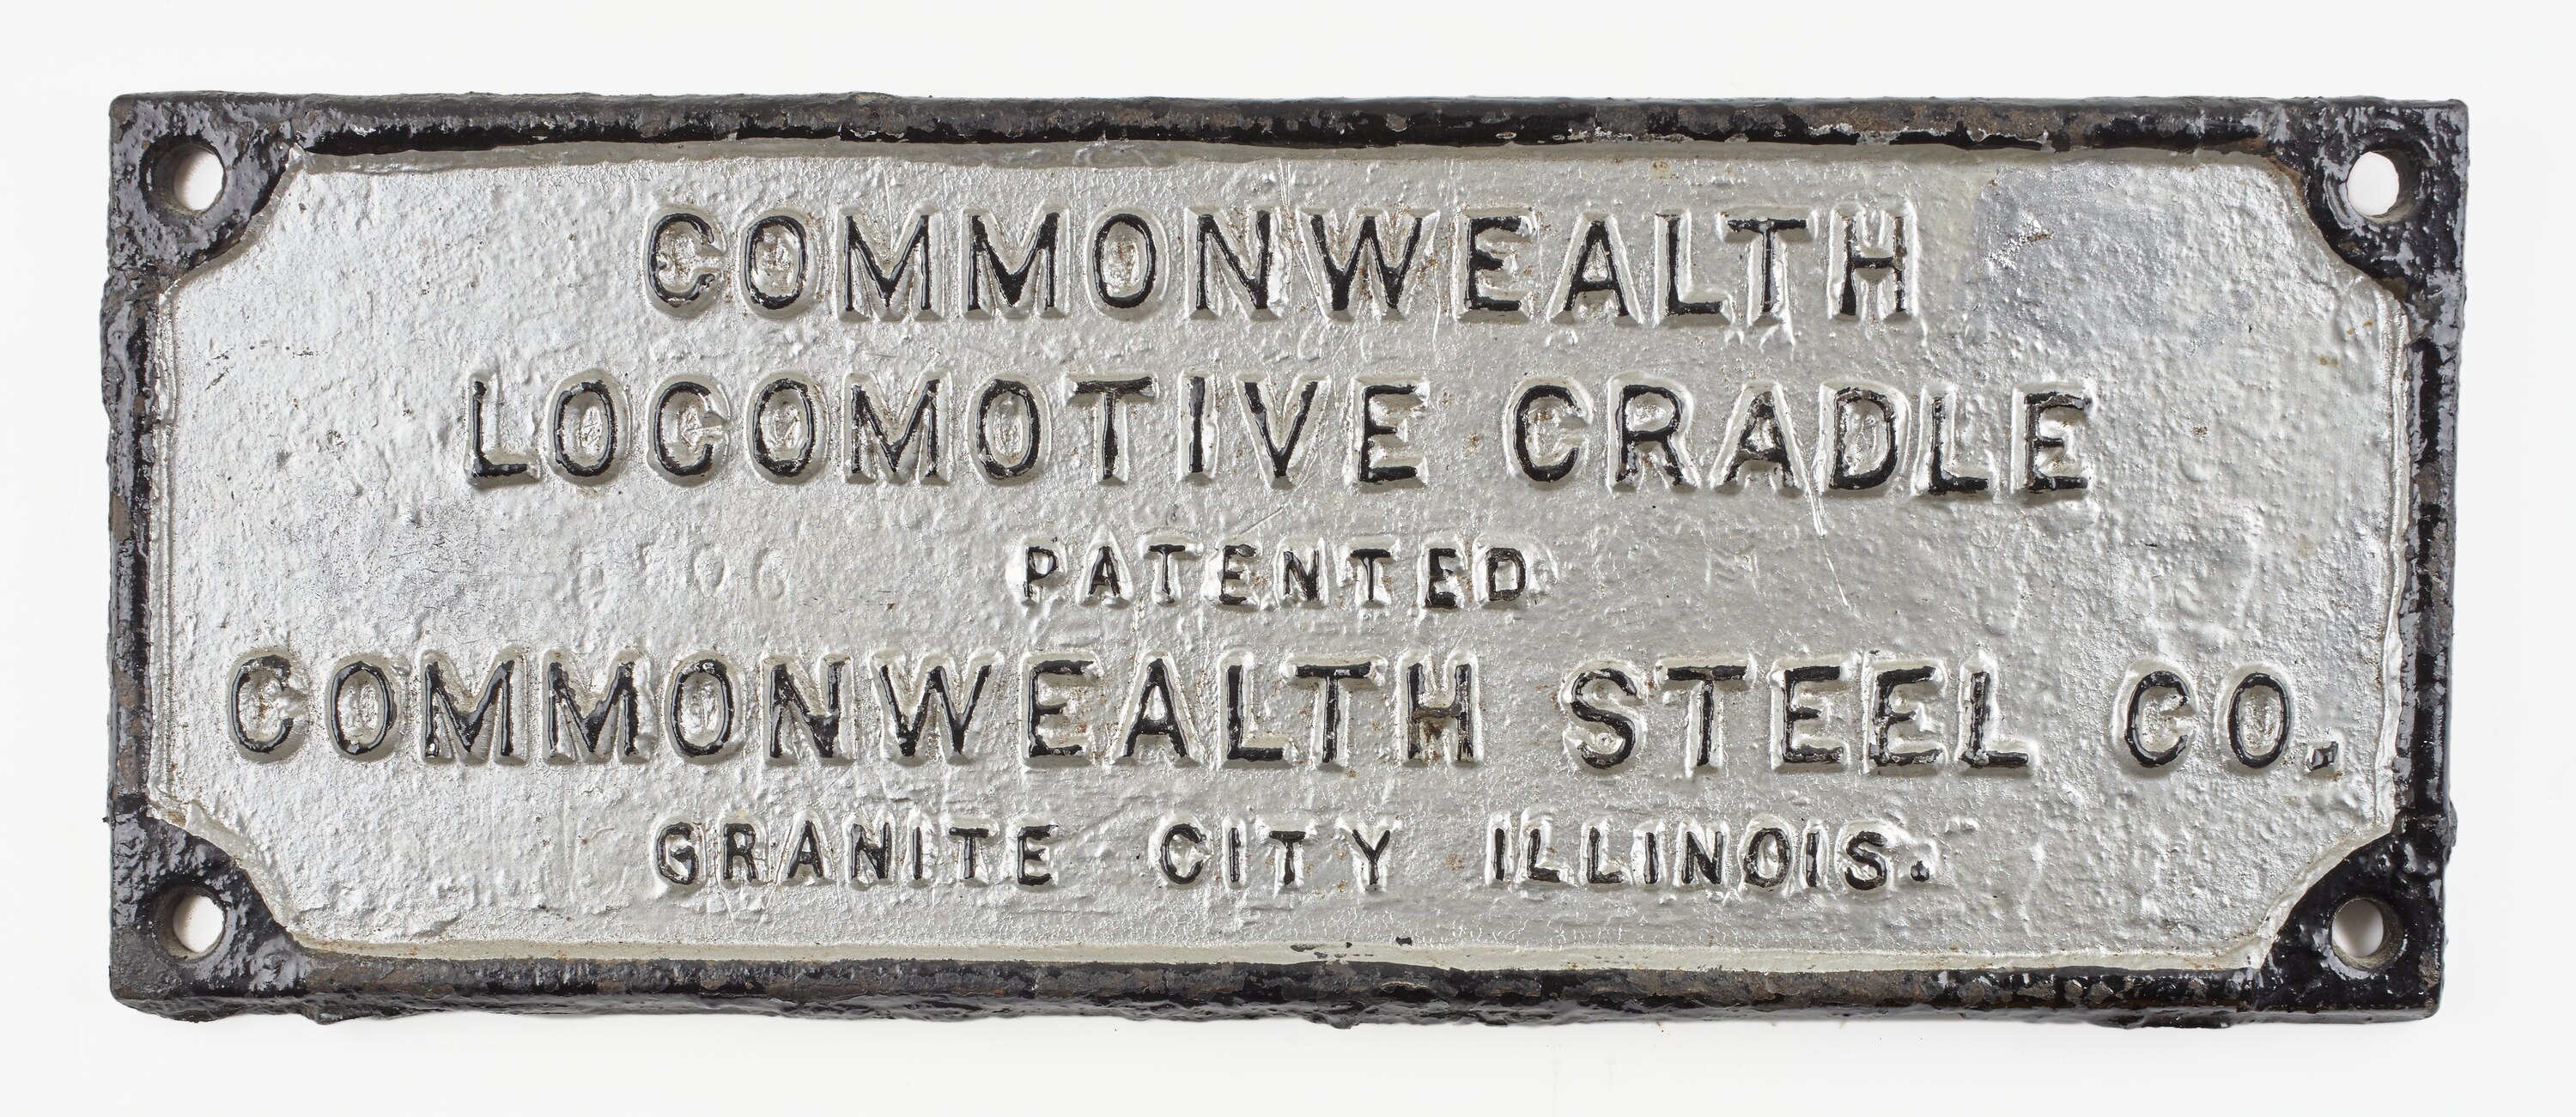 COMMONWEALTH
LOCOMOTIVE CRADLE
PATENTED
COMMONWEALTH STEEL CO.
GRANITE CITY ILLINOIS.